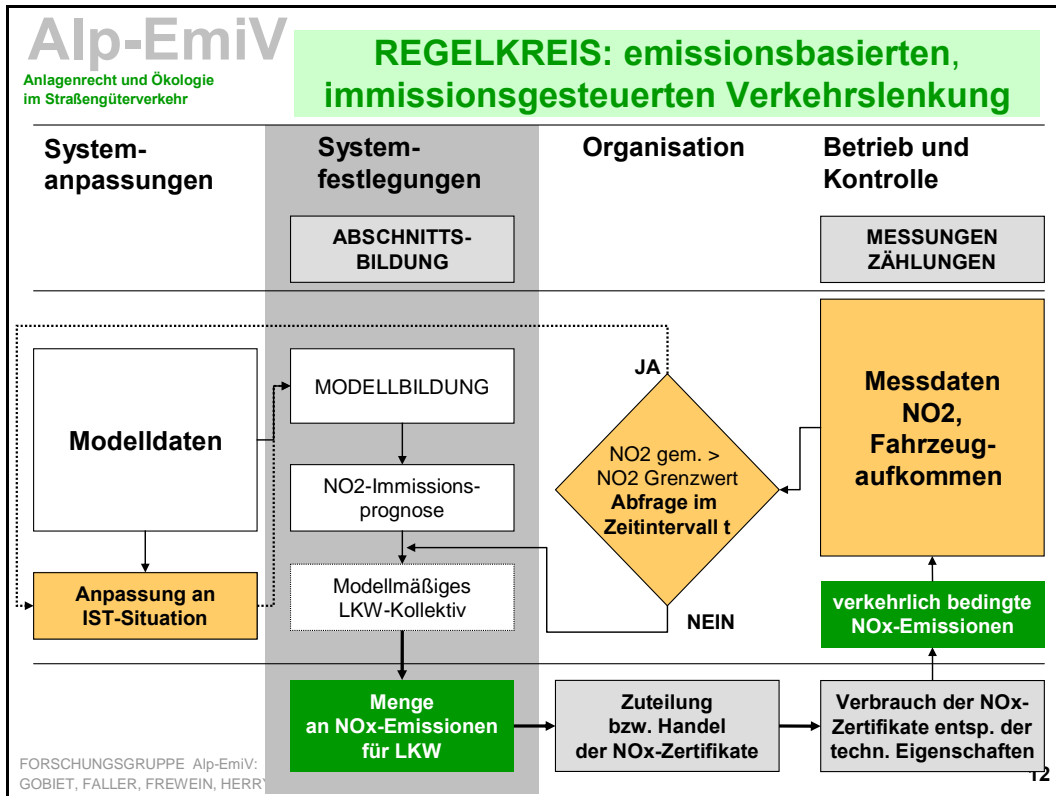 Alp-EmiV
Anlagenrecht und Ökologie
im Straßengüterverkehr
REGELKREIS: emissionsbasierten,
immissionsgesteuerten Verkehrslenkung
System-
anpassungen
System-
festlegungen
Organisation
Betrieb und
Kontrolle
ABSCHNITTS-
BILDUNG
MESSUNGEN
ZÄHLUNGEN
Modelldaten
MODELLBILDUNG
JA
Messdaten
NO2,
Fahrzeug-
aufkommen
NO2 gem. >
NO2 Grenzwert
Abfrage im
Zeitintervall t
NO2-Immissions-
prognose
Anpassung an
IST-Situation
Modellmäßiges
LKW-Kollektiv
NEIN
verkehrlich bedingte
NOx-Emissionen
Menge
an NOx-Emissionen
für LKW
Zuteilung
bzw. Handel
der NOx-Zertifikate
Verbrauch der NOx-
Zertifikate entsp. der
techn. Eigenschaften
FORSCHUNGSGRUPPE Alp-EmiV:
GOBIET, FALLER, FREWEIN, HERRY
12